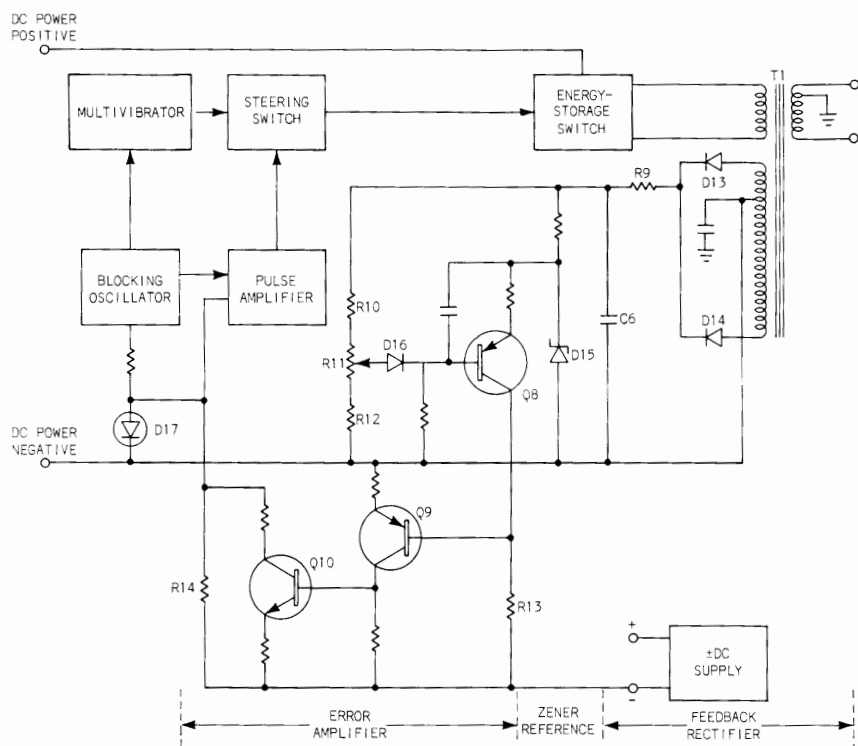 DC POWER
POSITIVE
T1
MULTIVIBRATOR
STEERING
SWITCH
ENERGY-
STORAGE
SWITCH
R9
D13
BLOCKING
OSCILLATOR
PULSE
AMPLIFIER
R10
D16
R11
C6
D14
D15
Q8
R12
D17
DC POWER
NEGATIVE
Q9
Q10
R14
R13
+
±DC
SUPPLY
−
ERROR
AMPLIFIER
ZENER
REFERENCE
FEEDBACK
RECTIFIER